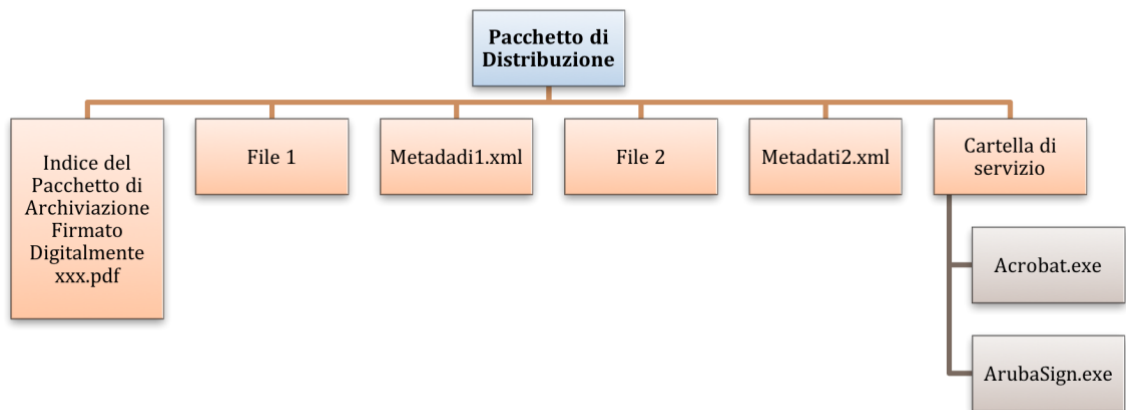 Pacchetto di
Distribuzione
Indice del
Pacchetto di
Archiviazione
Firmato
Digitalmente
xxx.pdf
File 1
Metadadi1.xml
File 2
Metadati2.xml
Cartella di
servizio
Acrobat.exe
ArubaSign.exe